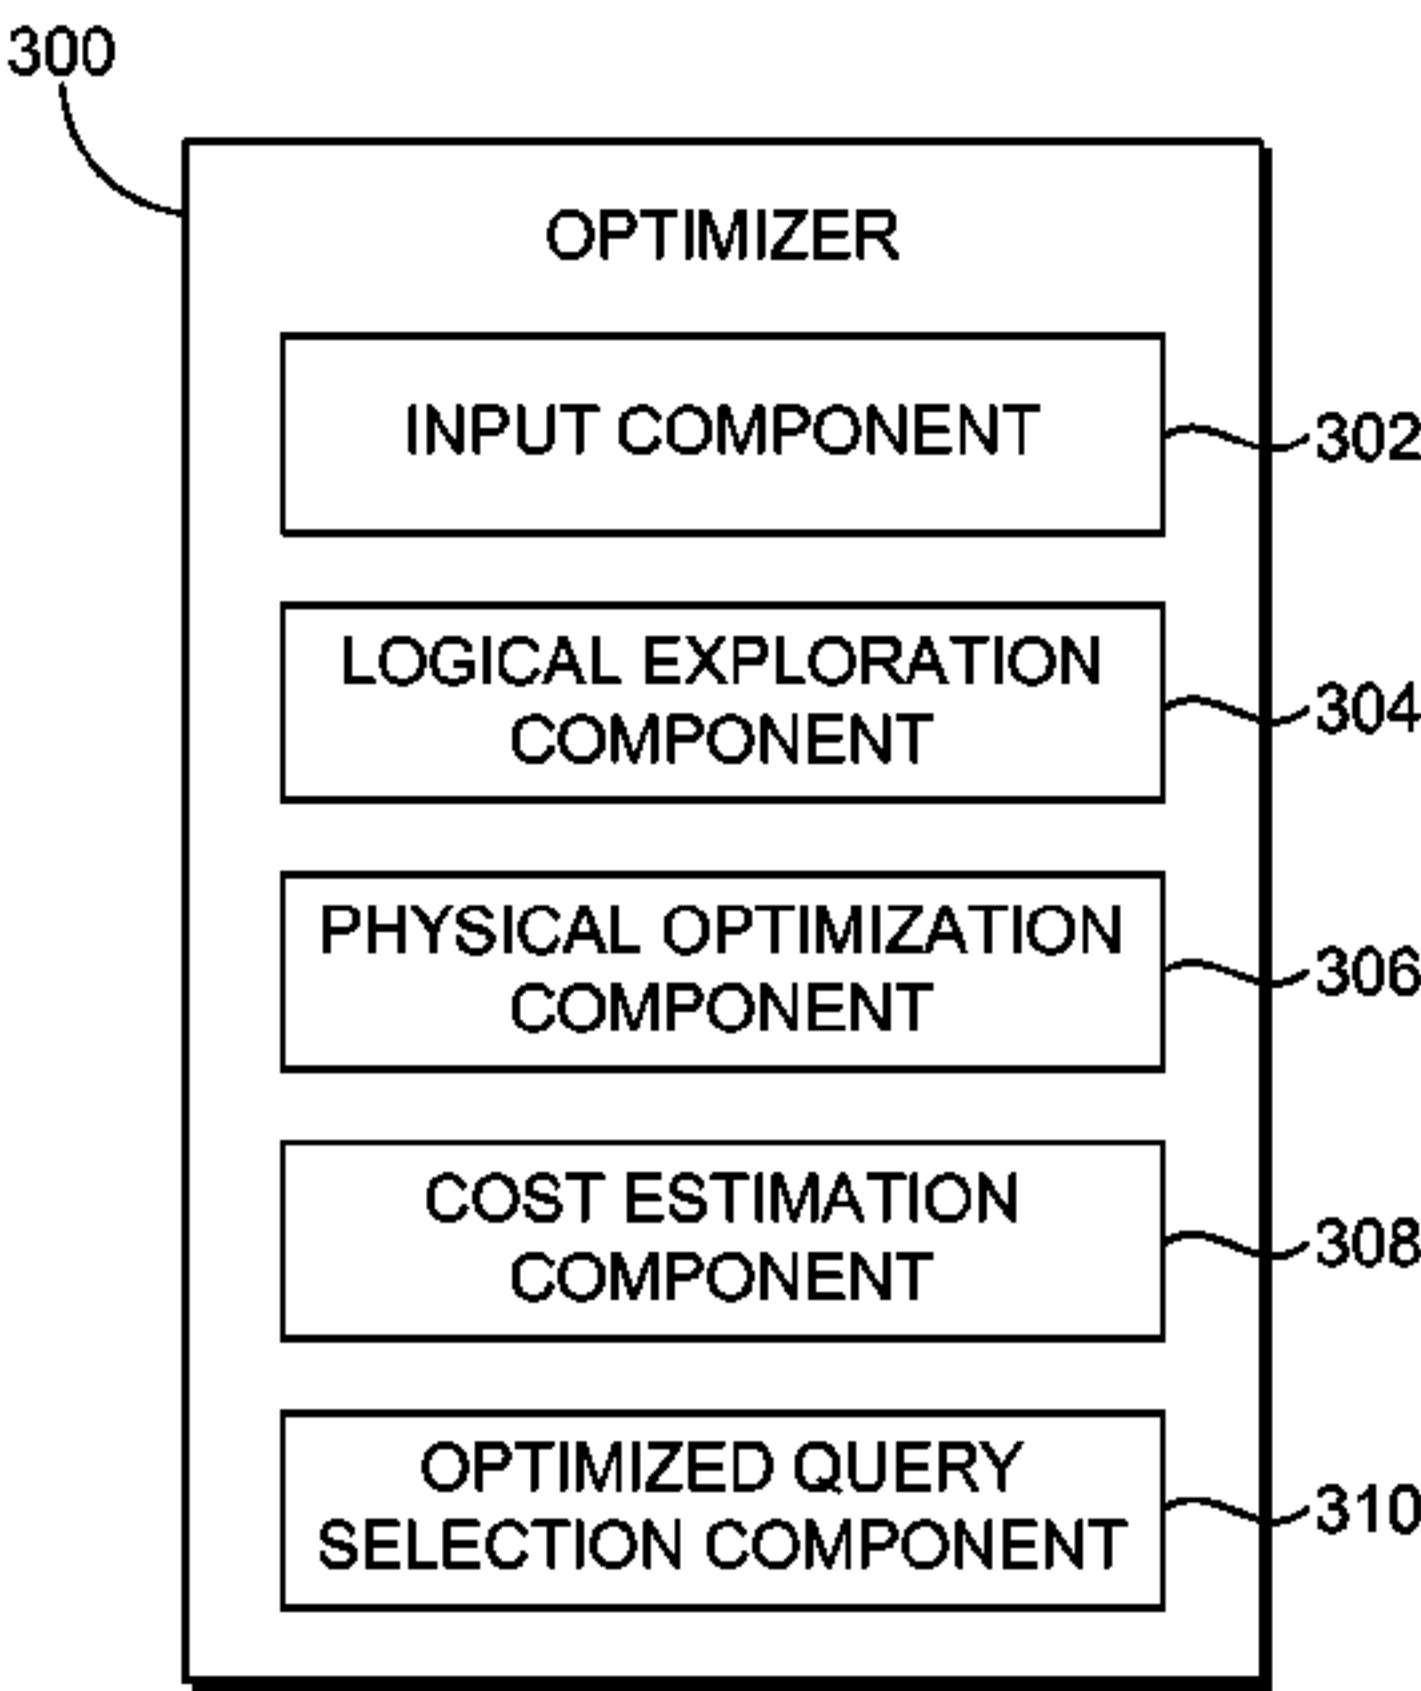 300
OPTIMIZER
INPUT COMPONENT
302
LOGICAL EXPLORATION
COMPONENT
304
PHYSICAL OPTIMIZATION
COMPONENT
306
COST ESTIMATION
COMPONENT
308
OPTIMIZED QUERY
SELECTION COMPONENT
310